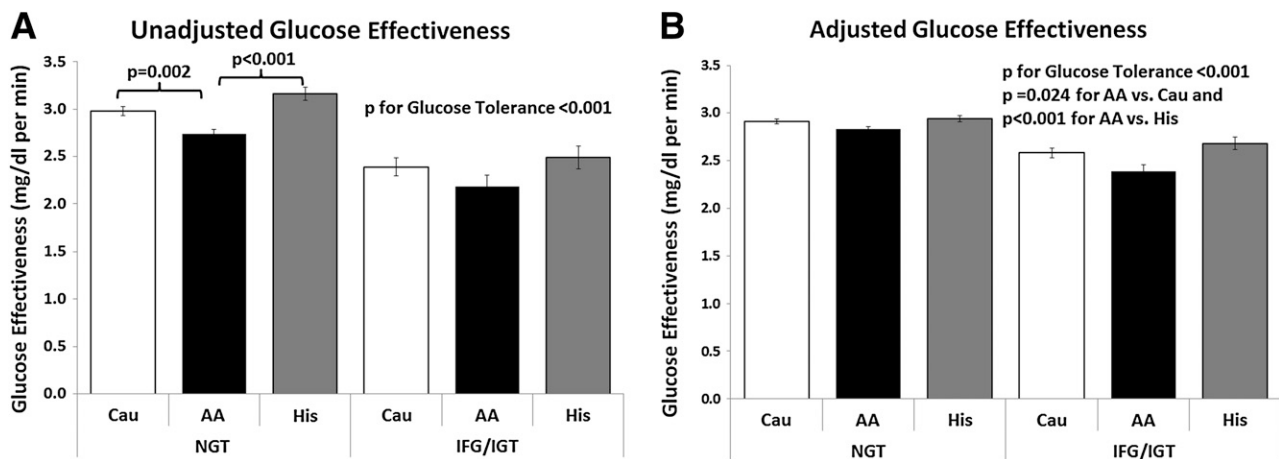 A
Unadjusted Glucose Effectiveness
Glucose Effectiveness (mg/dl per min)
3.5
3.0
2.5
2.0
1.5
1.0
0.5
0.0
p=0.002
p<0.001
p for Glucose Tolerance <0.001
Cau AA His Cau AA His
NGT IFG/IGT
B
Adjusted Glucose Effectiveness
Glucose Effectiveness (mg/dl per min)
3.5
3.0
2.5
2.0
1.5
1.0
0.5
0.0
p for Glucose Tolerance <0.001
p =0.024 for AA vs. Cau and
p<0.001 for AA vs. His
Cau AA His Cau AA His
NGT IFG/IGT